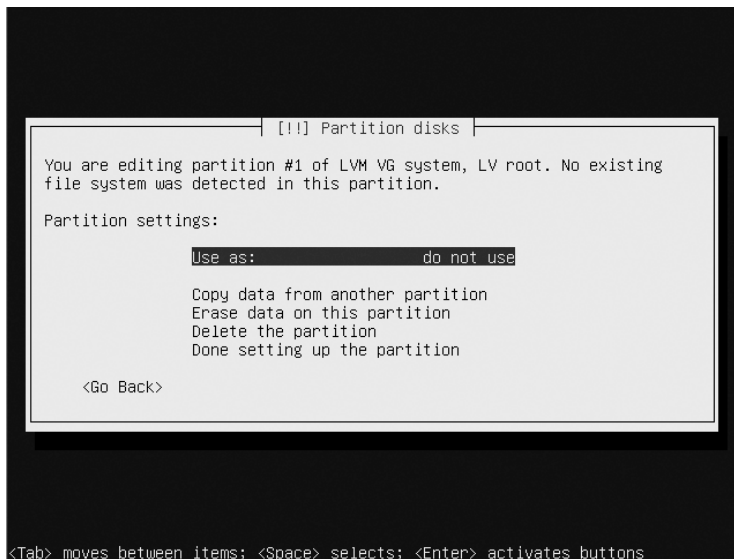 [!!] Partition disks
You are editing partition #1 of LVM VG system, LV root. No existing
file system was detected in this partition.
Partition settings:
Use as: do not use
Copy data from another partition
Erase data on this partition
Delete the partition
Done setting up the partition
<Go Back>
<Tab> moves between items; <Space> selects; <Enter> activates buttons